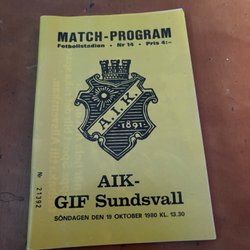 MATCH-PROGRAM
Fotbollstadion • Nr 14 • Pris 4:-
A.I.K.
1891
AIK-
GIF Sundsvall
SÖNDAGEN DEN 19 OKTOBER 1980 KL. 13.30
Nr 21392